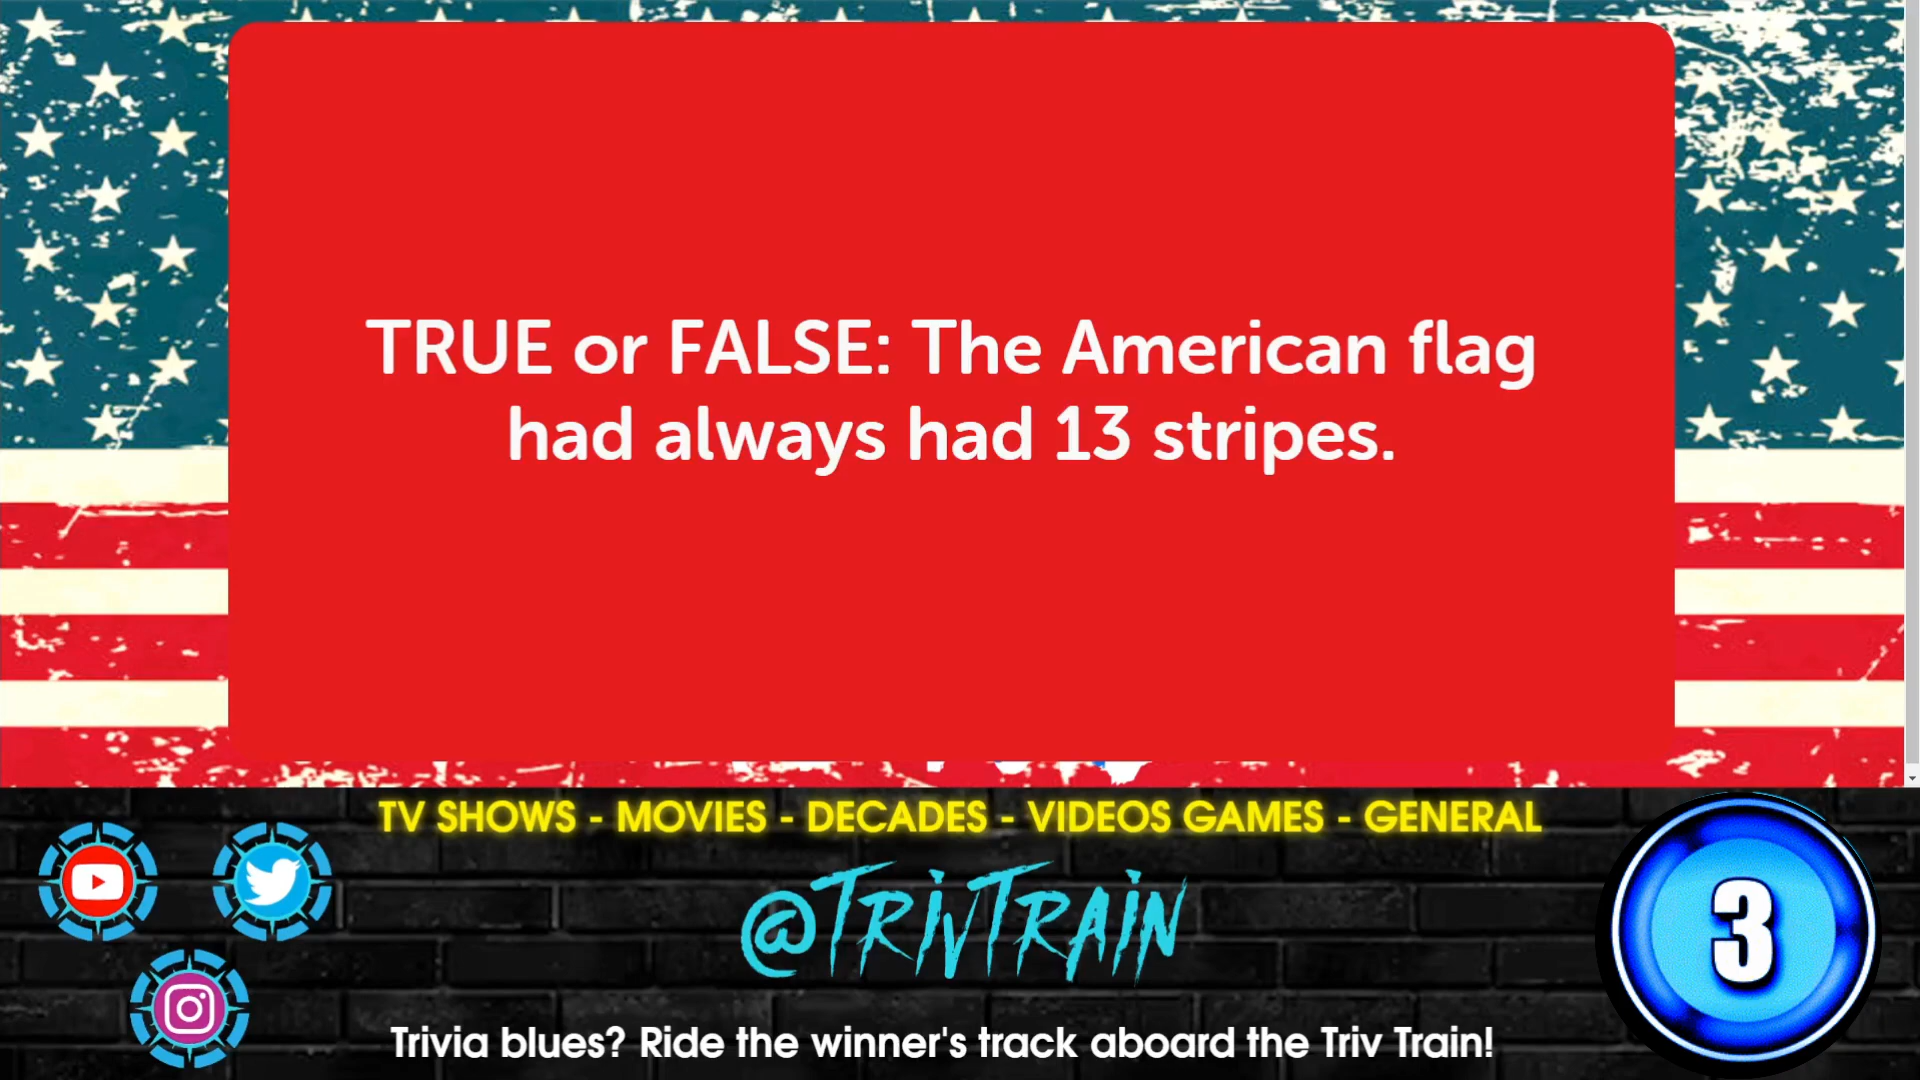 TRUE or FALSE: The American flag
had always had 13 stripes.
TV SHOWS - MOVIES - DECADES - VIDEOS GAMES - GENERAL
@TRIVTRAIN
3
Trivia blues? Ride the winner's track aboard the Triv Train!